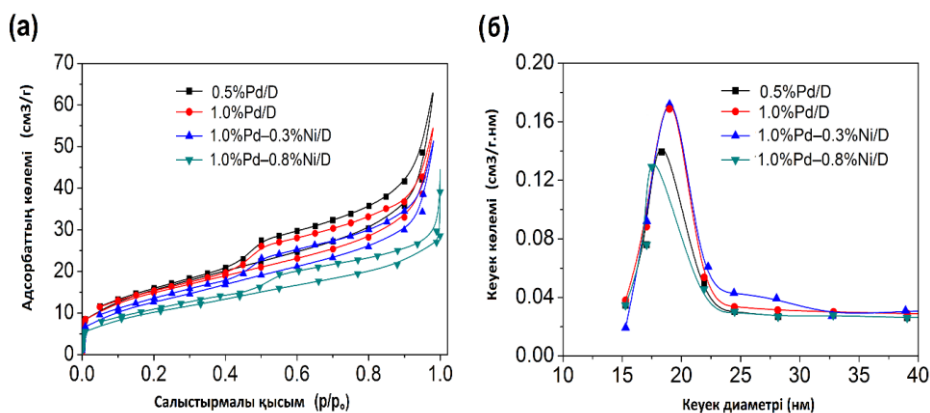 (а)
Адсорбаттың көлемі (см3/г)
70
60
50
40
30
20
10
0
0.5%Pd/D
1.0%Pd/D
1.0%Pd–0.3%Ni/D
1.0%Pd–0.8%Ni/D
0.0
0.2
0.4
0.6
0.8
1.0
Салыстырмалы қысым (p/p₀)
(б)
Кеуек көлемі (см3/г.нм)
0.20
0.16
0.12
0.08
0.04
0.00
0.5%Pd/D
1.0%Pd/D
1.0%Pd–0.3%Ni/D
1.0%Pd–0.8%Ni/D
10
15
20
25
30
35
40
Кеуек диаметрі (нм)